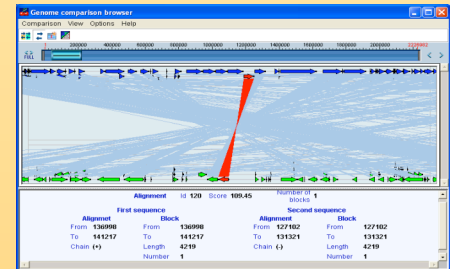 Genome comparison browser
Comparison View Options Help
200000 400000 600000 800000 1000000 1200000 1400000 1600000 1800000 2000000
FULL
Alignment Id 120 Score 109.45 Number of blocks 1
First sequence Second sequence
Alignmet Block Alignment Block
From 136998 From 136998 From 127102 From 127102
To 141217 To 141217 To 131321 To 131321
Chain (+) Length 4219 Chain (-) Length 4219
Number 1 Number 1